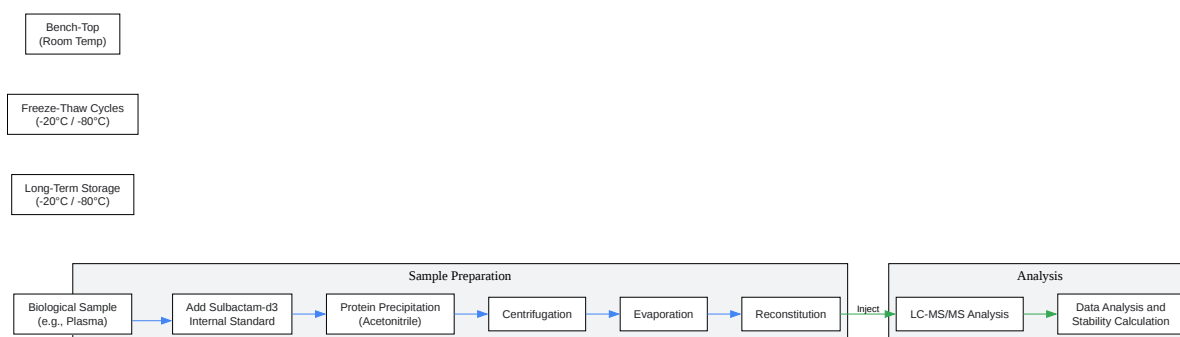 Bench-Top
(Room Temp)
Freeze-Thaw Cycles
(-20°C / -80°C)
Long-Term Storage
(-20°C / -80°C)
Sample Preparation
Analysis
Biological Sample
(e.g., Plasma)
Add Sulbactam-d3
Internal Standard
Protein Precipitation
(Acetonitrile)
Centrifugation
Evaporation
Reconstitution
Inject
LC-MS/MS Analysis
Data Analysis and
Stability Calculation